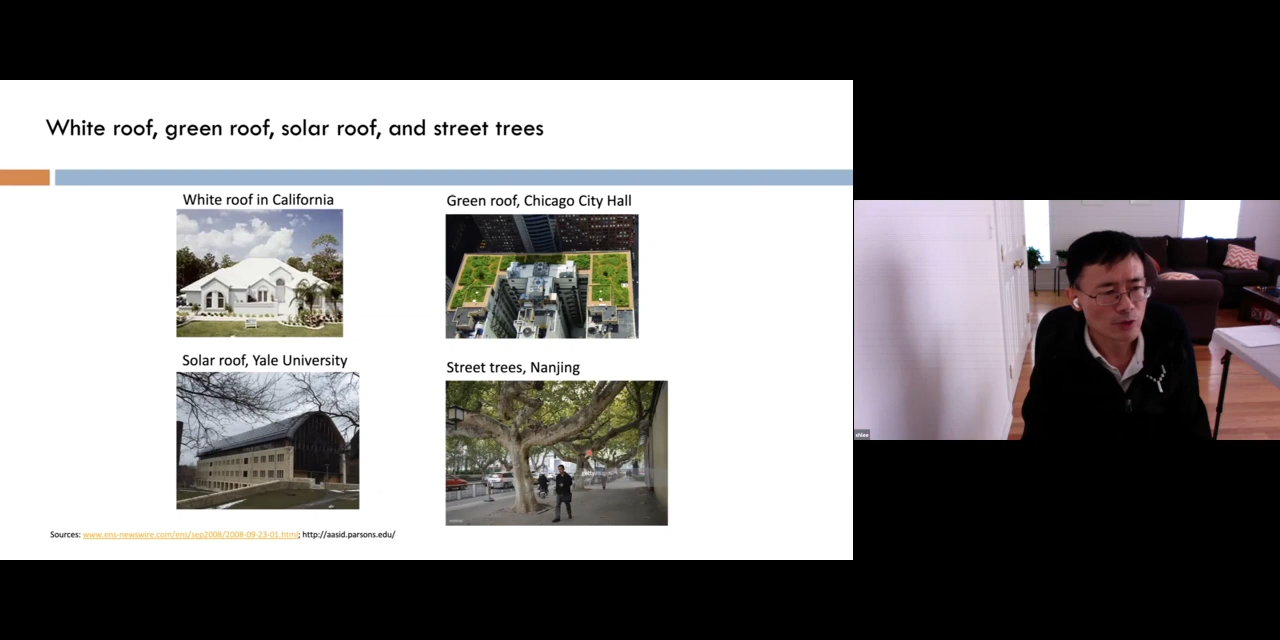 White roof, green roof, solar roof, and street trees
White roof in California
Green roof, Chicago City Hall
Solar roof, Yale University
Street trees, Nanjing
Sources: www.ens-newswire.com/ens/sep2008/2008-09-23-01.html; http://aasid.parsons.edu/
xhlee